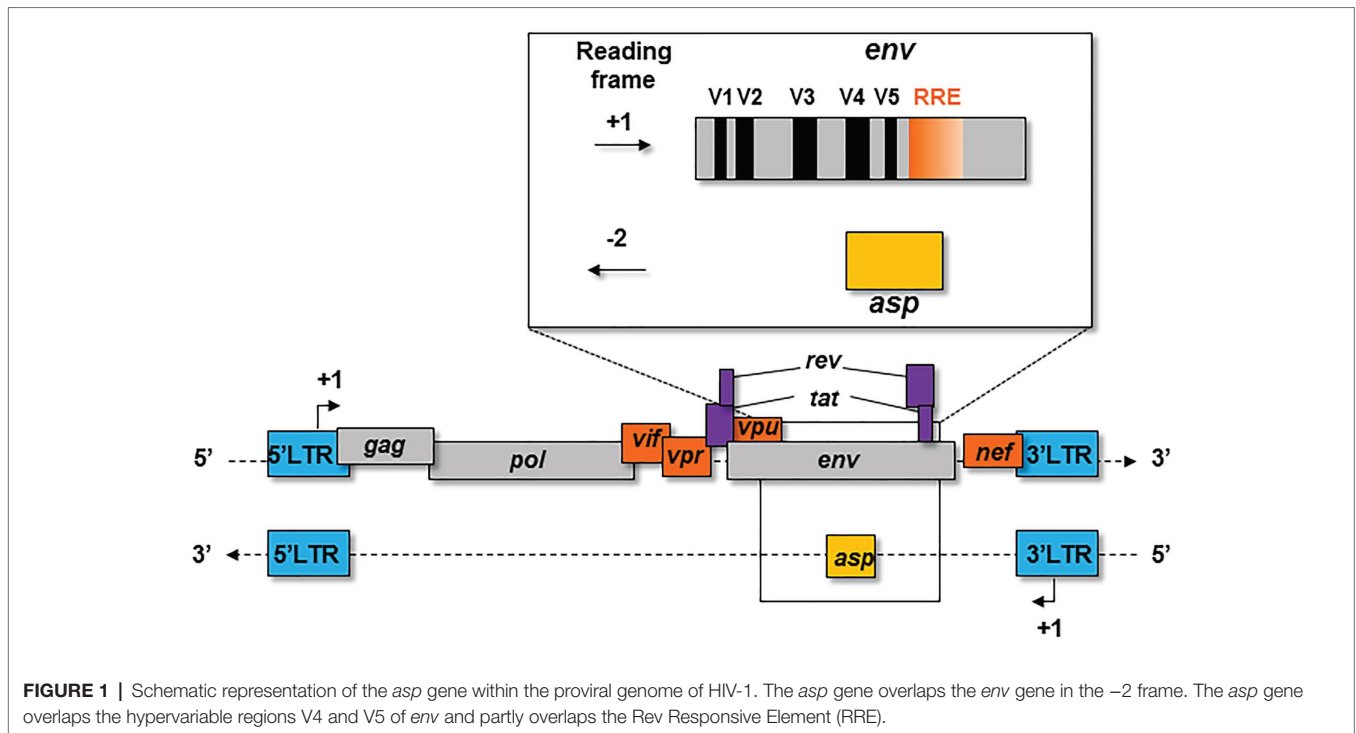 Reading
frame
env
V1 V2 V3 V4 V5 RRE
+1
-2
asp
rev
tat
+1
5’ 5’LTR gag pol vif vpr vpu env nef 3’LTR 3’
3’ 5’LTR asp 3’LTR 5’
+1
FIGURE 1 | Schematic representation of the asp gene within the proviral genome of HIV-1. The asp gene overlaps the env gene in the −2 frame. The asp gene
overlaps the hypervariable regions V4 and V5 of env and partly overlaps the Rev Responsive Element (RRE).